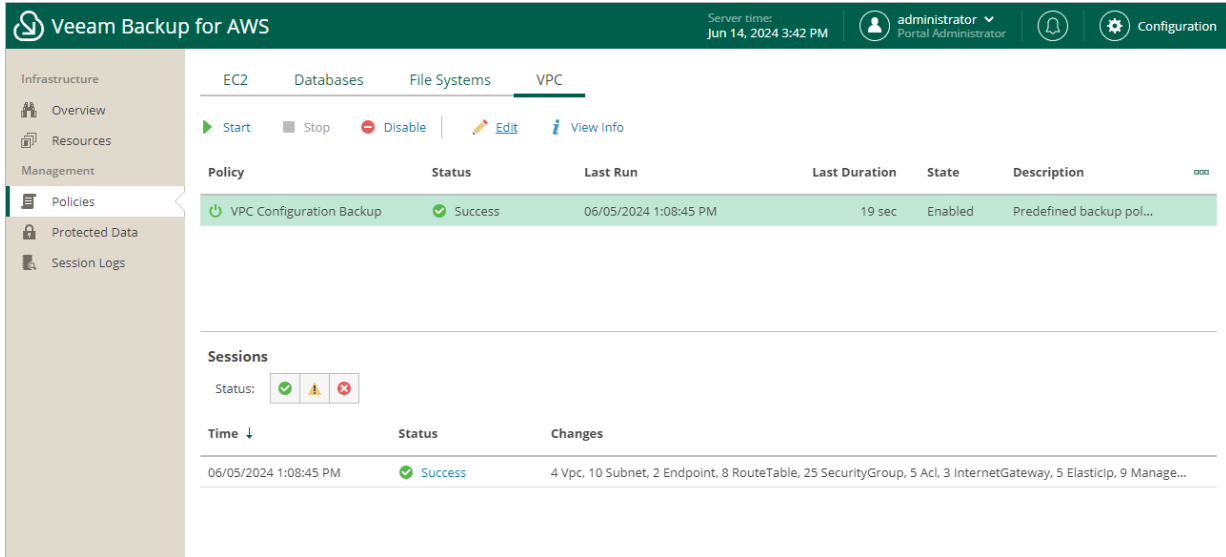 Veeam Backup for AWS
Server time:
Jun 14, 2024 3:42 PM
administrator
Portal Administrator
Configuration
Infrastructure
Overview
Resources
Management
Policies
Protected Data
Session Logs
EC2 Databases File Systems VPC
Start Stop Disable Edit View Info
Policy Status Last Run Last Duration State Description
VPC Configuration Backup Success 06/05/2024 1:08:45 PM 19 sec Enabled Predefined backup pol...
Sessions
Status:
Time Status Changes
06/05/2024 1:08:45 PM Success 4 Vpc, 10 Subnet, 2 Endpoint, 8 RouteTable, 25 SecurityGroup, 5 Acl, 3 InternetGateway, 5 ElasticIp, 9 Manage...